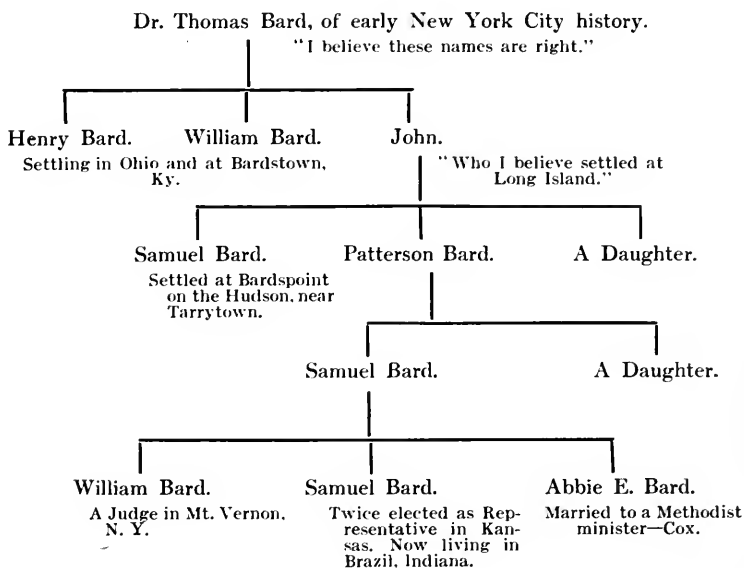 Dr. Thomas Bard, of early New York City history.
"I believe these names are right."
Henry Bard. William Bard. John.
Settling in Ohio and at Bardstown,
Ky.
"Who I believe settled at
Long Island."
Samuel Bard. Patterson Bard. A Daughter.
Settled at Bardspoint
on the Hudson, near
Tarrytown.
Samuel Bard. A Daughter.
William Bard. Samuel Bard. Abbie E. Bard.
A Judge in Mt. Vernon,
N. Y.
Twice elected as Rep-
resentative in Kan-
sas. Now living in
Brazil, Indiana.
Married to a Methodist
minister—Cox.